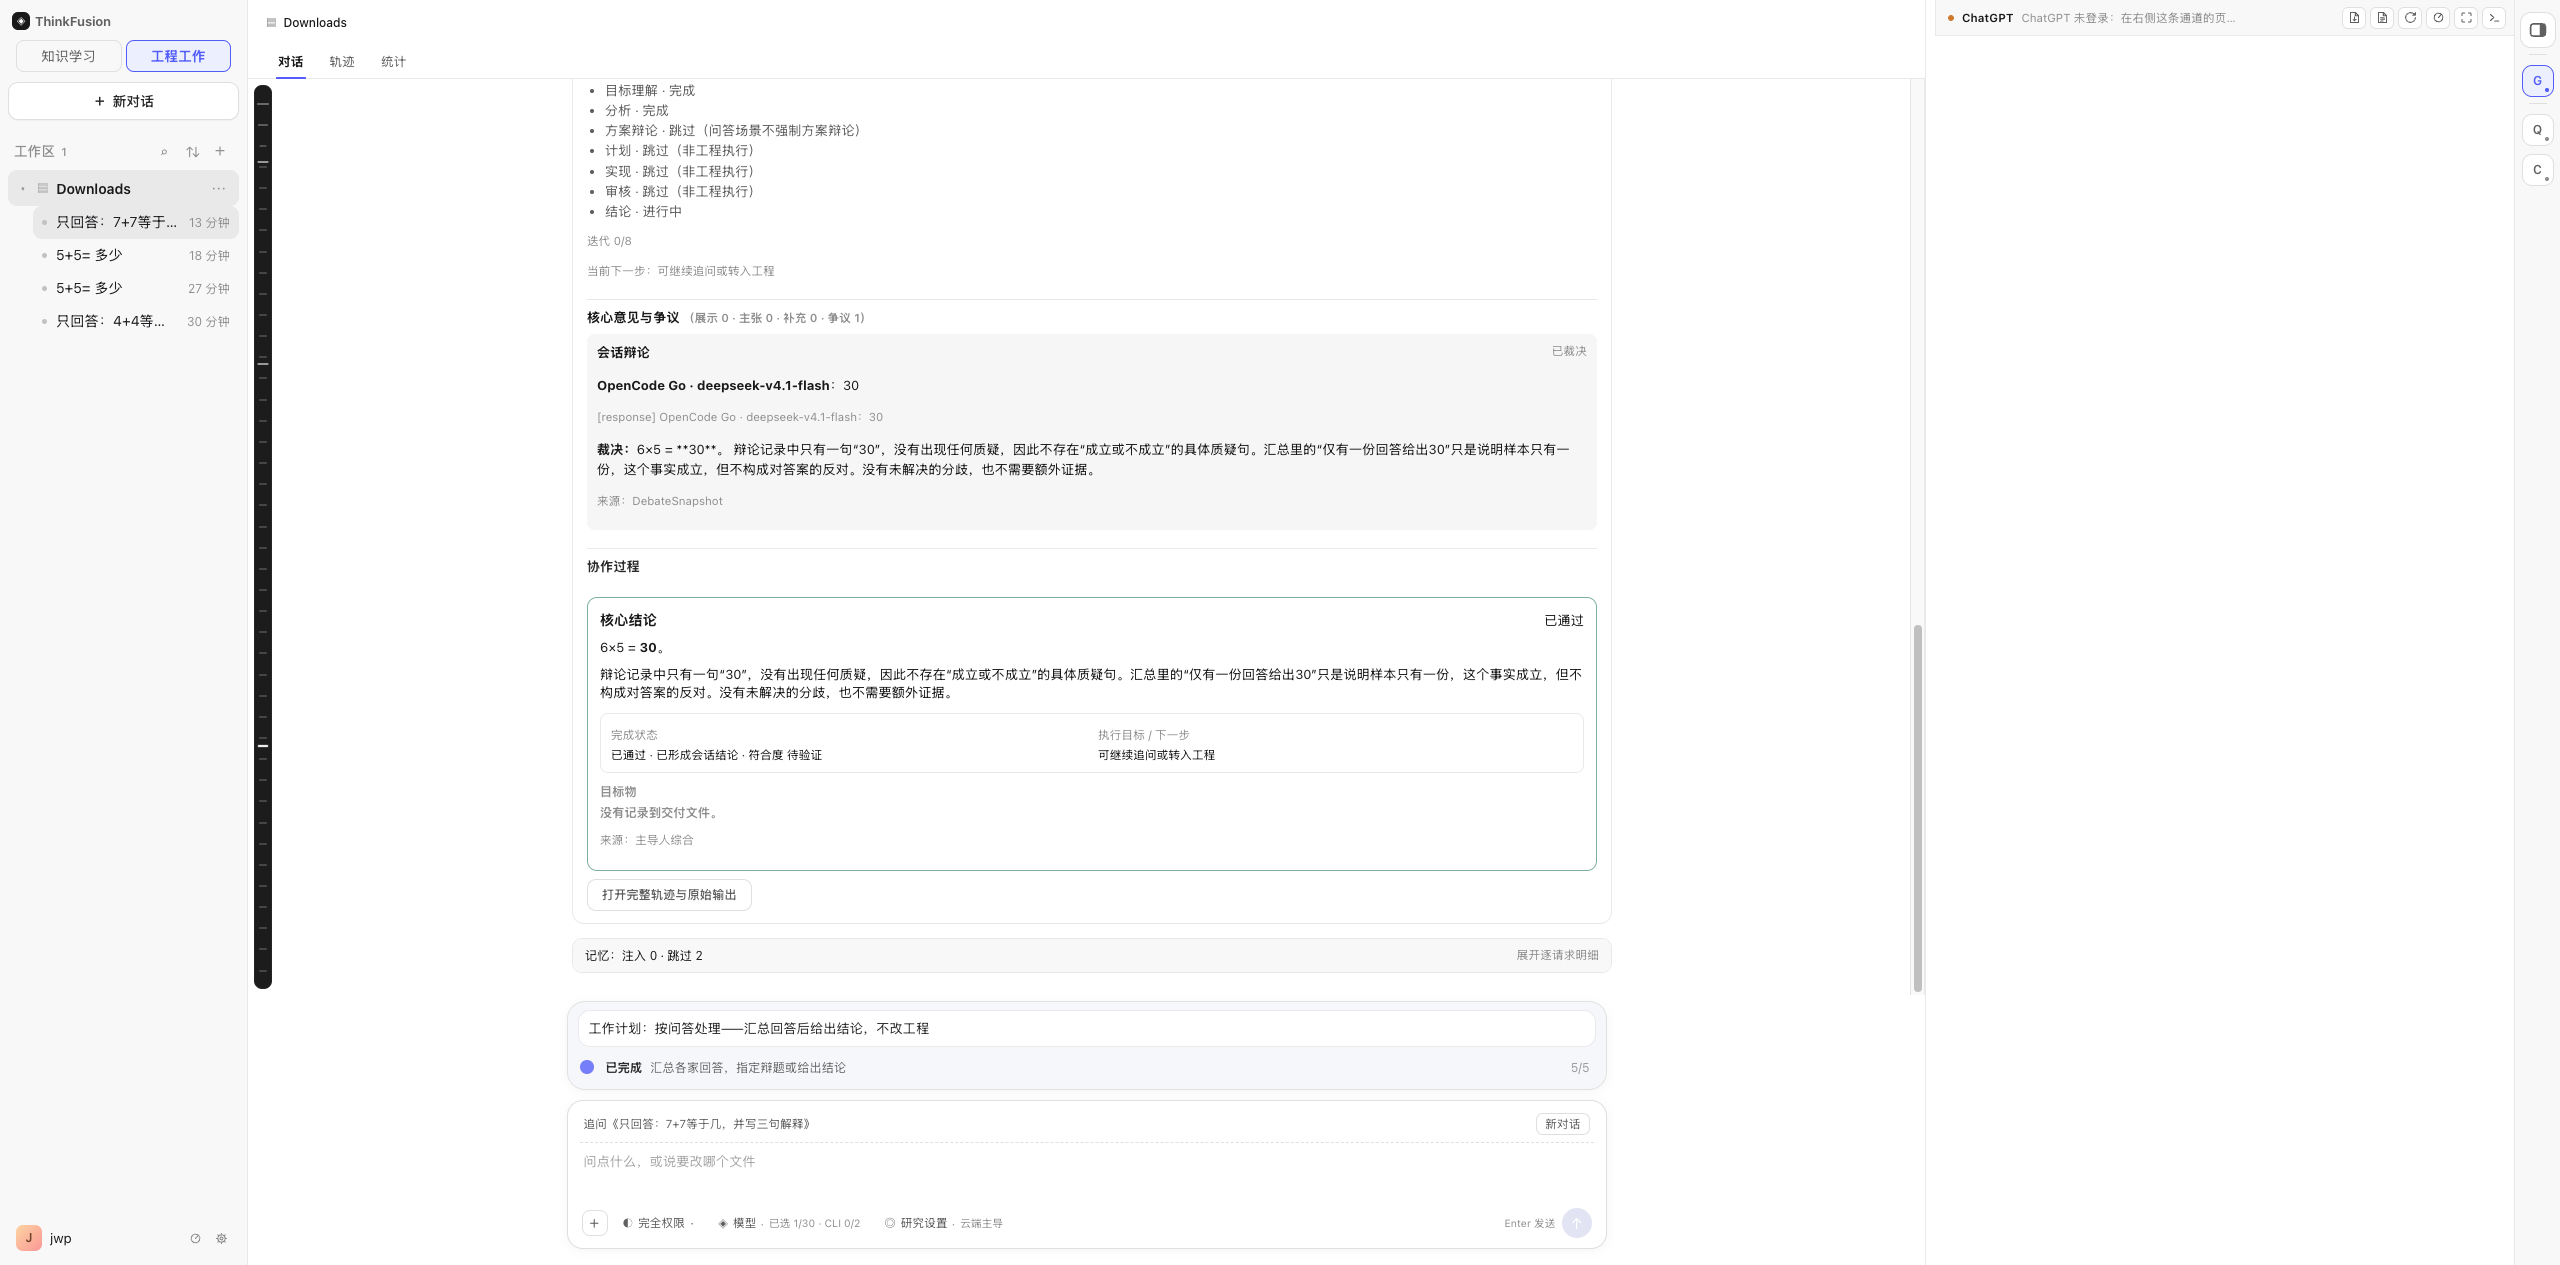 ThinkFusion
知识学习
工程工作
+ 新对话
工作区 1
Downloads
只回答：7+7等于... 13 分钟
5+5= 多少 18 分钟
5+5= 多少 27 分钟
只回答：4+4等... 30 分钟
J jwp
Downloads
对话 轨迹 统计
• 目标理解 · 完成
• 分析 · 完成
• 方案辩论 · 跳过（问答场景不强制方案辩论）
• 计划 · 跳过（非工程执行）
• 实现 · 跳过（非工程执行）
• 审核 · 跳过（非工程执行）
• 结论 · 进行中
迭代 0/8
当前下一步：可继续追问或转入工程
核心意见与争议 （展示 0 · 主张 0 · 补充 0 · 争议 1）
会话辩论 已裁决
OpenCode Go · deepseek-v4.1-flash：30
[response] OpenCode Go · deepseek-v4.1-flash：30
裁决：6×5 = **30**。 辩论记录中只有一句“30”，没有出现任何质疑，因此不存在“成立或不成立”的具体质疑句。汇总里的“仅有一份回答给出30”只是说明样本只有一
份，这个事实成立，但不构成对答案的反对。没有未解决的分歧，也不需要额外证据。
来源：DebateSnapshot
协作过程
核心结论 已通过
6×5 = 30。
辩论记录中只有一句“30”，没有出现任何质疑，因此不存在“成立或不成立”的具体质疑句。汇总里的“仅有一份回答给出30”只是说明样本只有一份，这个事实成立，但不
构成对答案的反对。没有未解决的分歧，也不需要额外证据。
完成状态 执行目标 / 下一步
已通过 · 已形成会话结论 · 符合度 待验证 可继续追问或转入工程
目标物
没有记录到交付文件。
来源：主导人综合
打开完整轨迹与原始输出
记忆：注入 0 · 跳过 2 展开逐请求明细
工作计划：按问答处理——汇总回答后给出结论，不改工程
已完成 汇总各家回答，指定辩题或给出结论 5/5
追问《只回答：7+7等于几，并写三句解释》 新对话
问点什么，或说要改哪个文件
+ 完全权限 · 模型 · 已选 1/30 · CLI 0/2 研究设置 · 云端主导 Enter 发送
ChatGPT ChatGPT 未登录：在右侧这条通道的页...
G
Q
C